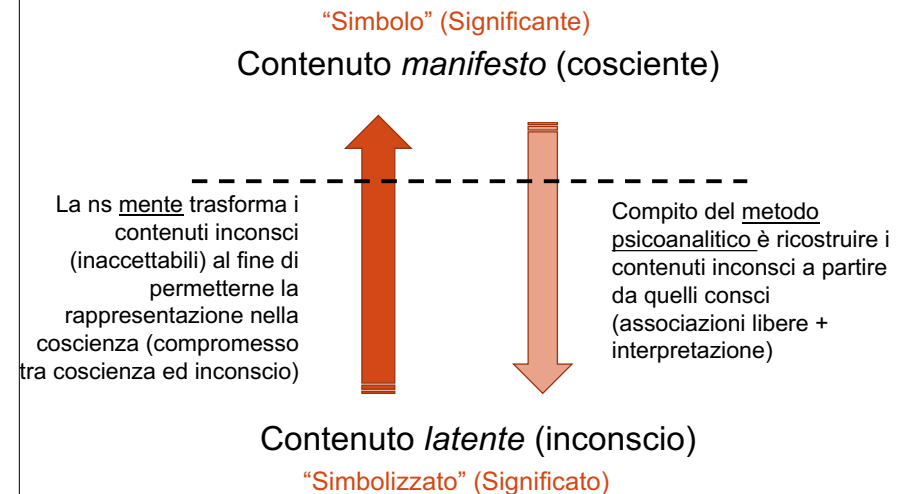 “Simbolo” (Significante)
Contenuto manifesto (cosciente)
La ns mente trasforma i
contenuti inconsci
(inaccettabili) al fine di
permetterne la
rappresentazione nella
coscienza (compromesso
tra coscienza ed inconscio)
Compito del metodo
psicoanalitico è ricostruire i
contenuti inconsci a partire
da quelli consci
(associazioni libere +
interpretazione)
Contenuto latente (inconscio)
“Simbolizzato” (Significato)